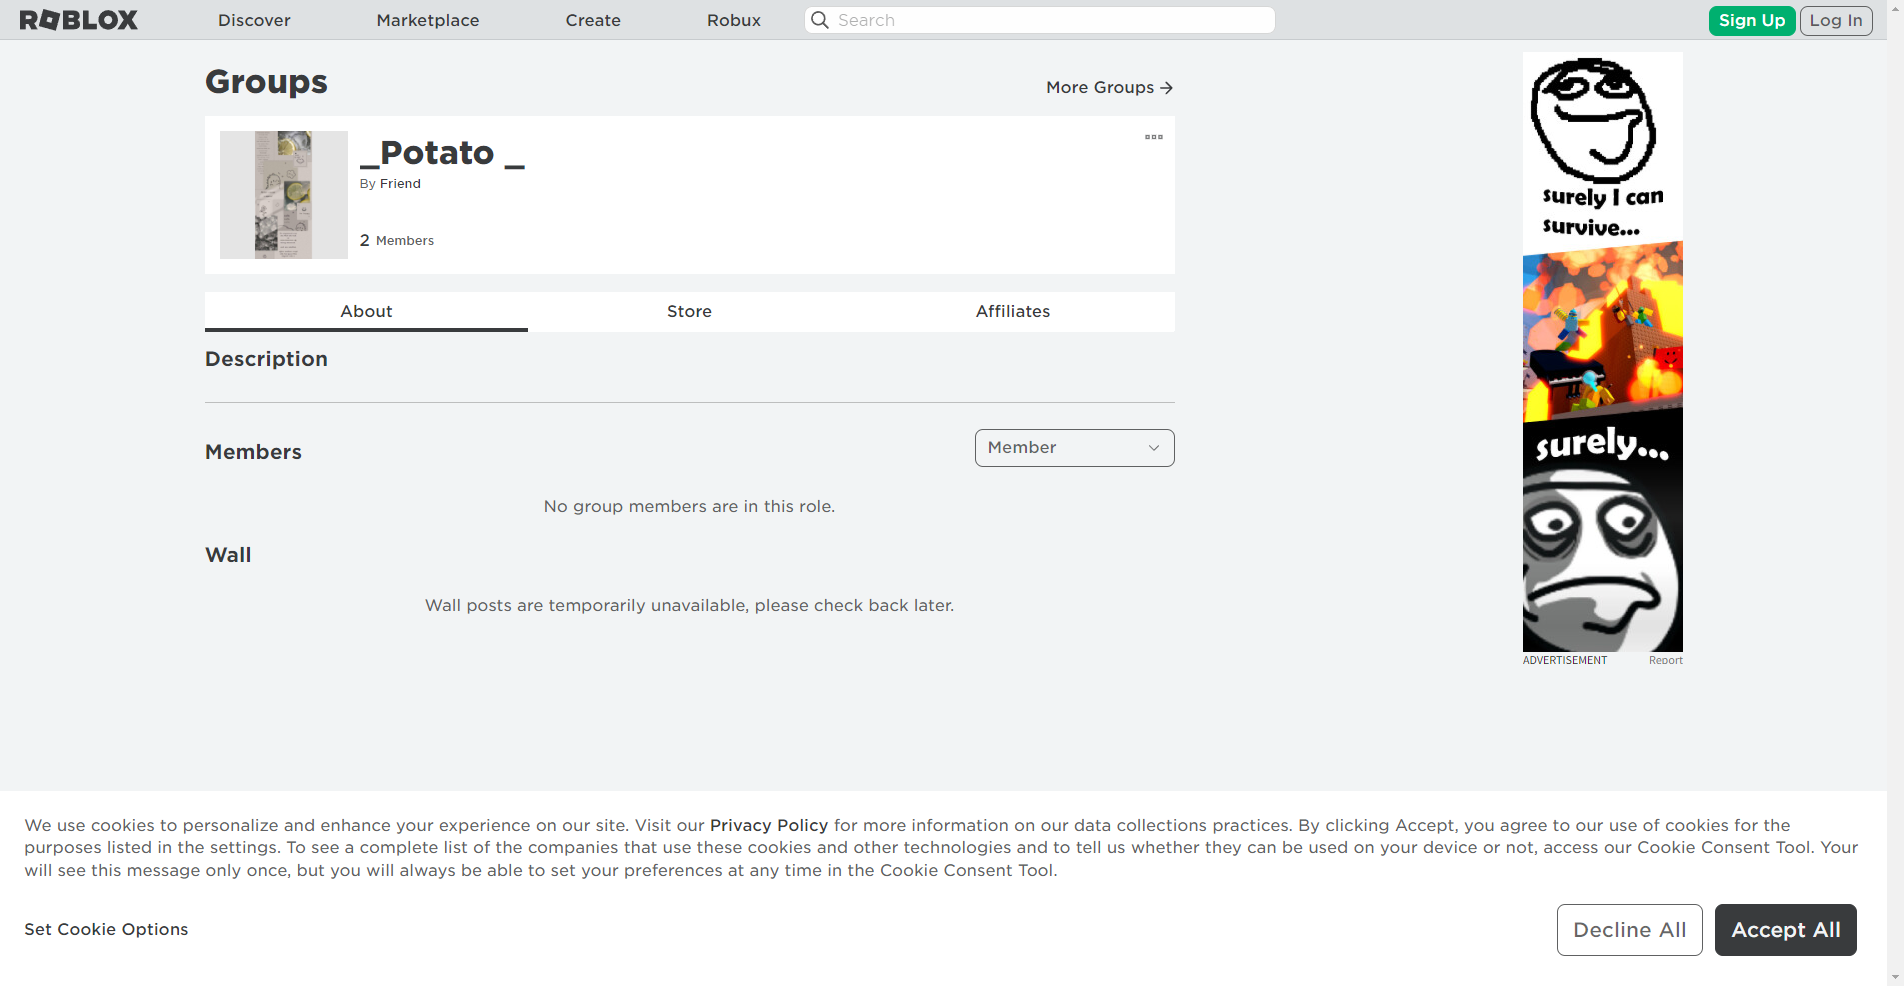 ROBLOX Discover Marketplace Create Robux Search Sign Up Log In
Groups
More Groups →
_Potato _
By Friend
2 Members
About Store Affiliates
Description
Members
Member
No group members are in this role.
Wall
Wall posts are temporarily unavailable, please check back later.
surely I can
survive...
surely...
ADVERTISEMENT Report
We use cookies to personalize and enhance your experience on our site. Visit our Privacy Policy for more information on our data collections practices. By clicking Accept, you agree to our use of cookies for the
purposes listed in the settings. To see a complete list of the companies that use these cookies and other technologies and to tell us whether they can be used on your device or not, access our Cookie Consent Tool. Your
will see this message only once, but you will always be able to set your preferences at any time in the Cookie Consent Tool.
Set Cookie Options
Decline All Accept All